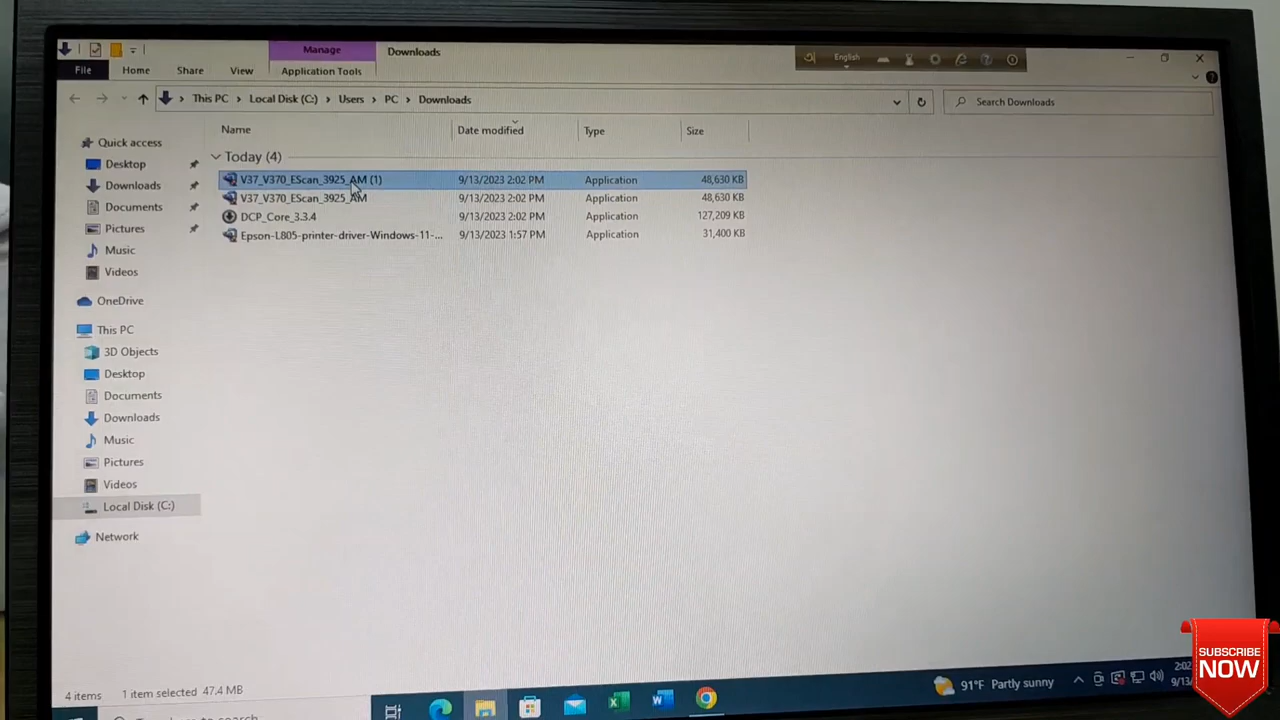 Manage
Downloads
English
File
Home
Share
View
Application Tools
This PC
Local Disk (C:)
Users
PC
Downloads
Search Downloads
Name
Date modified
Type
Size
Quick access
Desktop
Downloads
Documents
Pictures
Music
Videos
OneDrive
This PC
3D Objects
Desktop
Documents
Downloads
Music
Pictures
Videos
Local Disk (C:)
Network
Today (4)
V37_V370_EScan_3925_AM (1) 9/13/2023 2:02 PM Application 48,630 KB
V37_V370_EScan_3925_AM 9/13/2023 2:02 PM Application 48,630 KB
DCP_Core_3.3.4 9/13/2023 2:02 PM Application 127,209 KB
Epson-L805-printer-driver-Windows-11-... 9/13/2023 1:57 PM Application 31,400 KB
4 items 1 item selected 47.4 MB
91°F Partly sunny
SUBSCRIBE
NOW